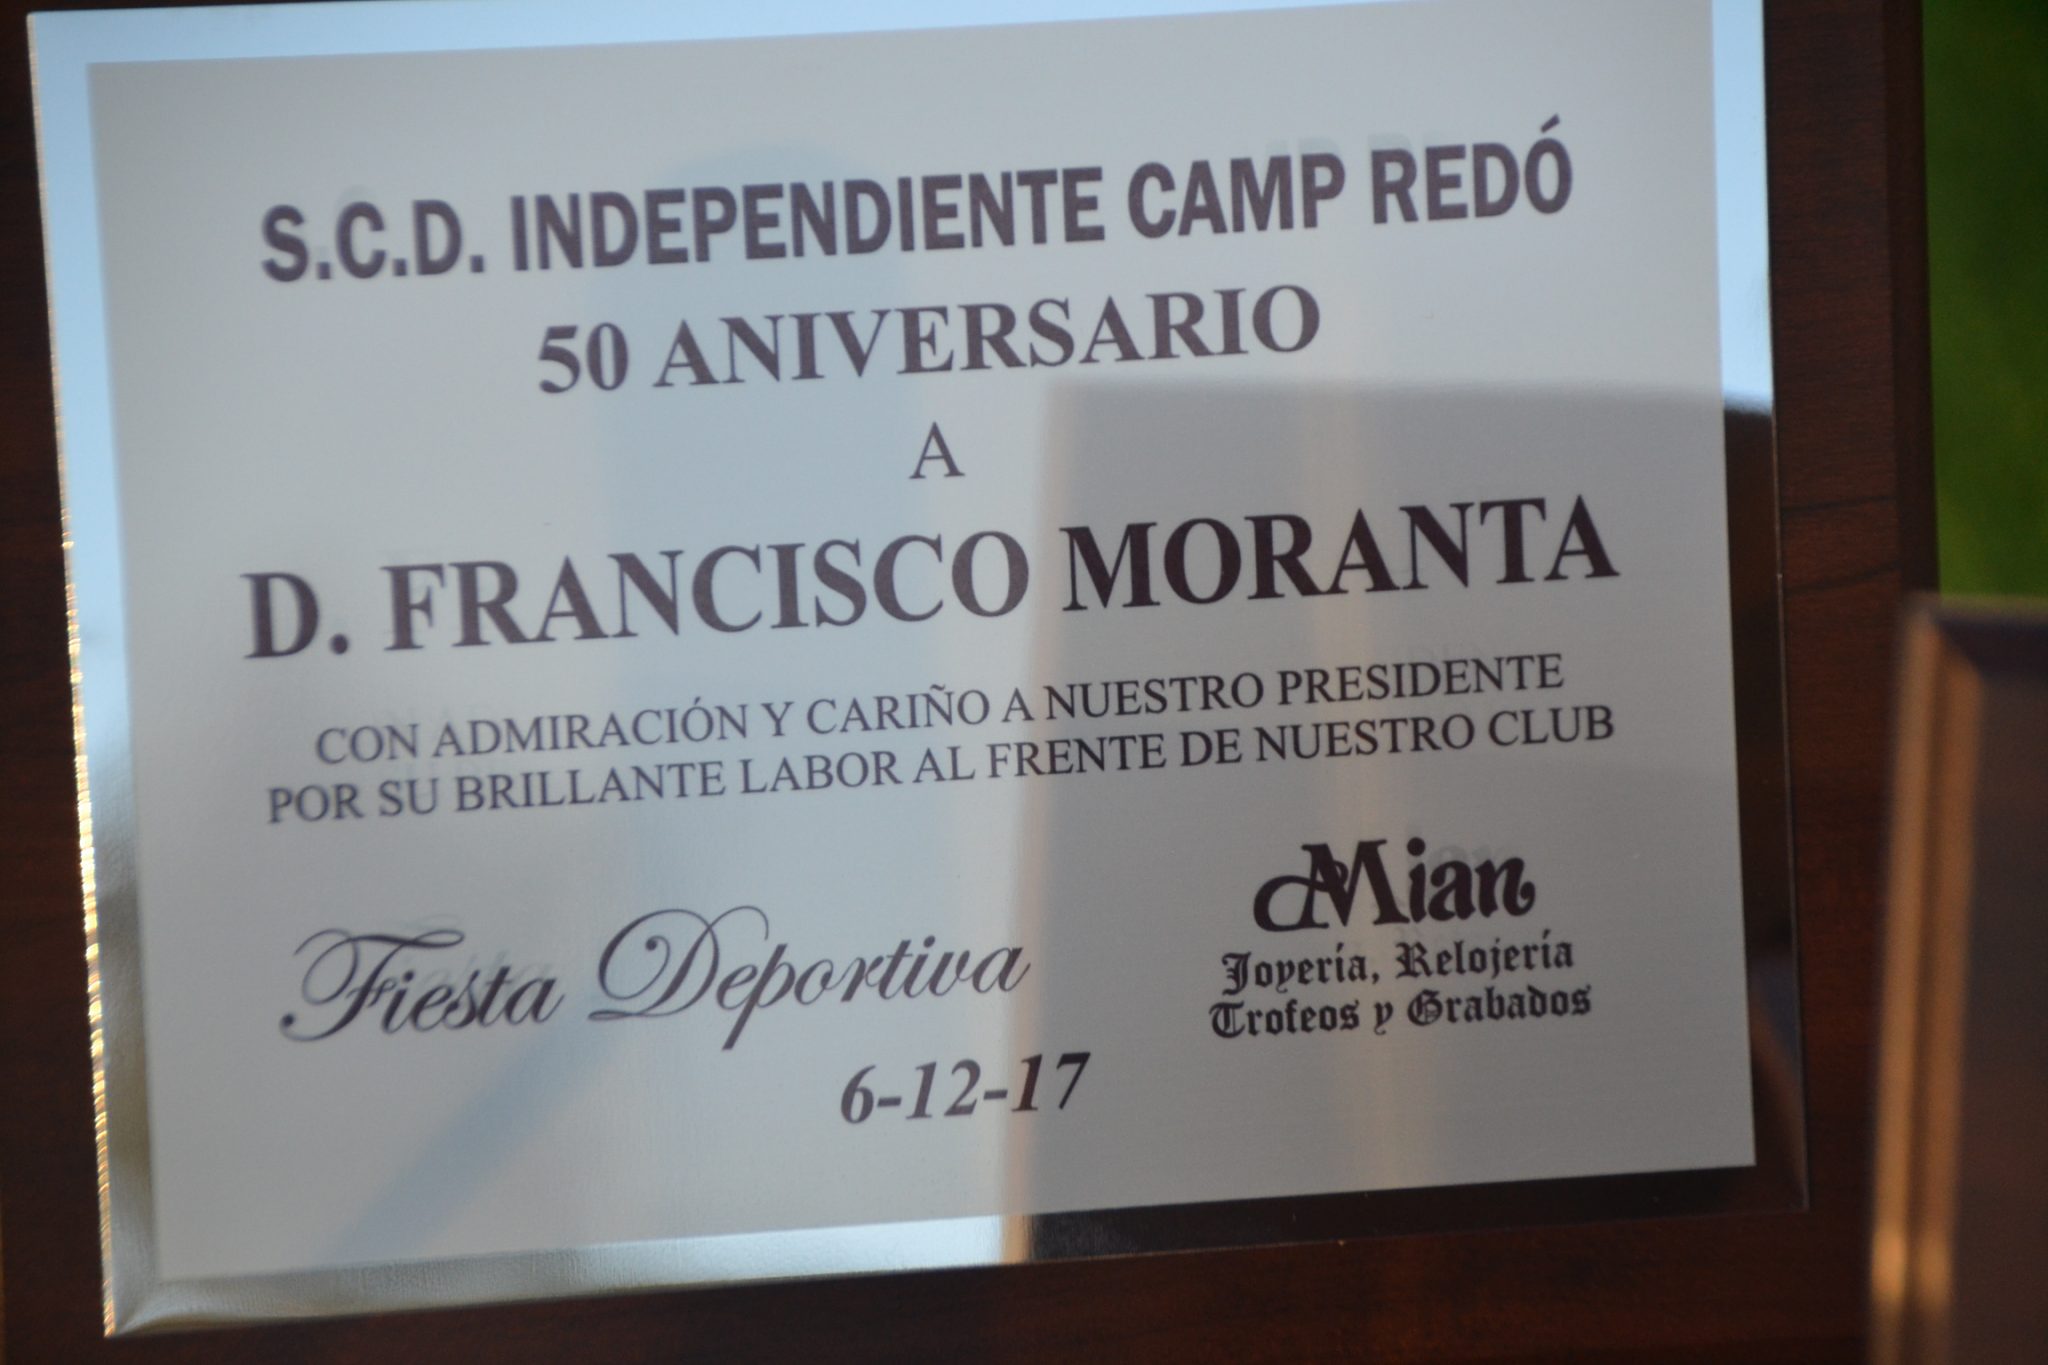 S.C.D. INDEPENDIENTE CAMP REDÓ
50 ANIVERSARIO
A
D. FRANCISCO MORANTA
CON ADMIRACIÓN Y CARIÑO A NUESTRO PRESIDENTE
POR SU BRILLANTE LABOR AL FRENTE DE NUESTRO CLUB
Mian
Joyería, Relojería
Trofeos y Grabados
Fiesta Deportiva
6-12-17